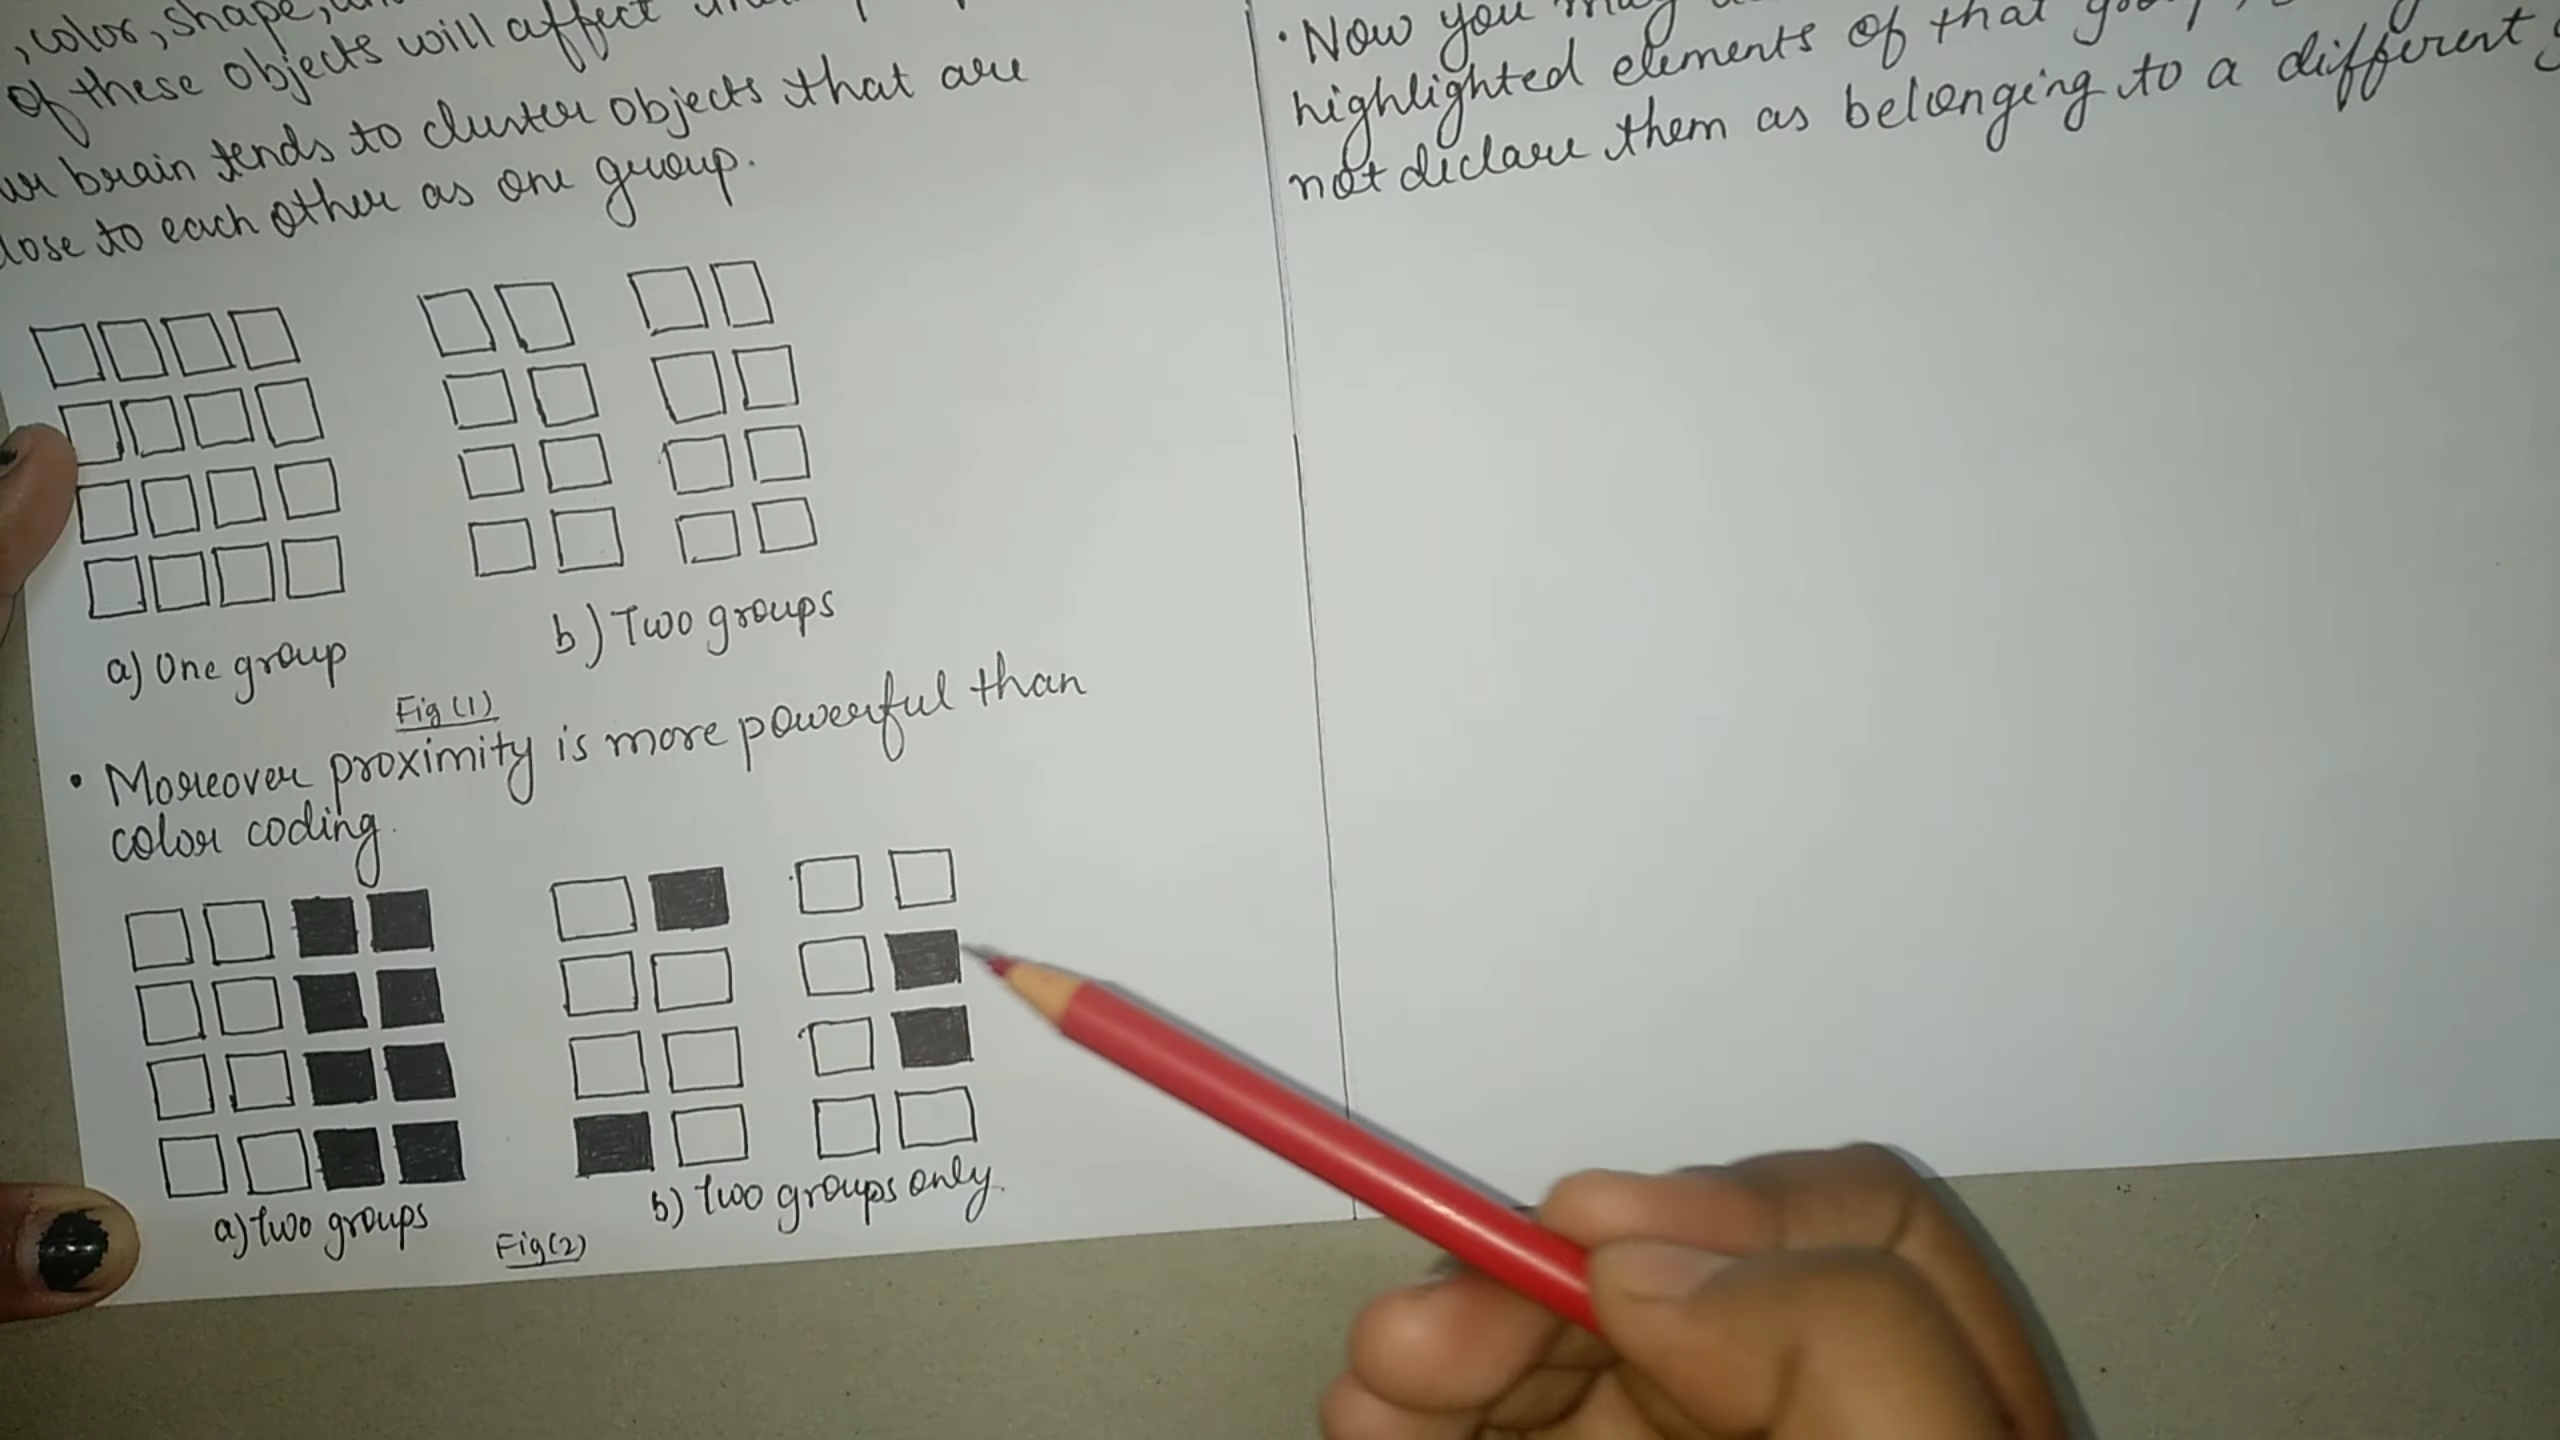 , color, shape,
of these objects will affect
brain tends to cluster objects that are
lose to each other as one group.
a) One group
b) Two groups
Fig (1)
• Moreover proximity is more powerful than
color coding.
a) two groups
b) two groups only.
Fig(2)
• Now you may
highlighted elements of that
not declare them as belonging to a different